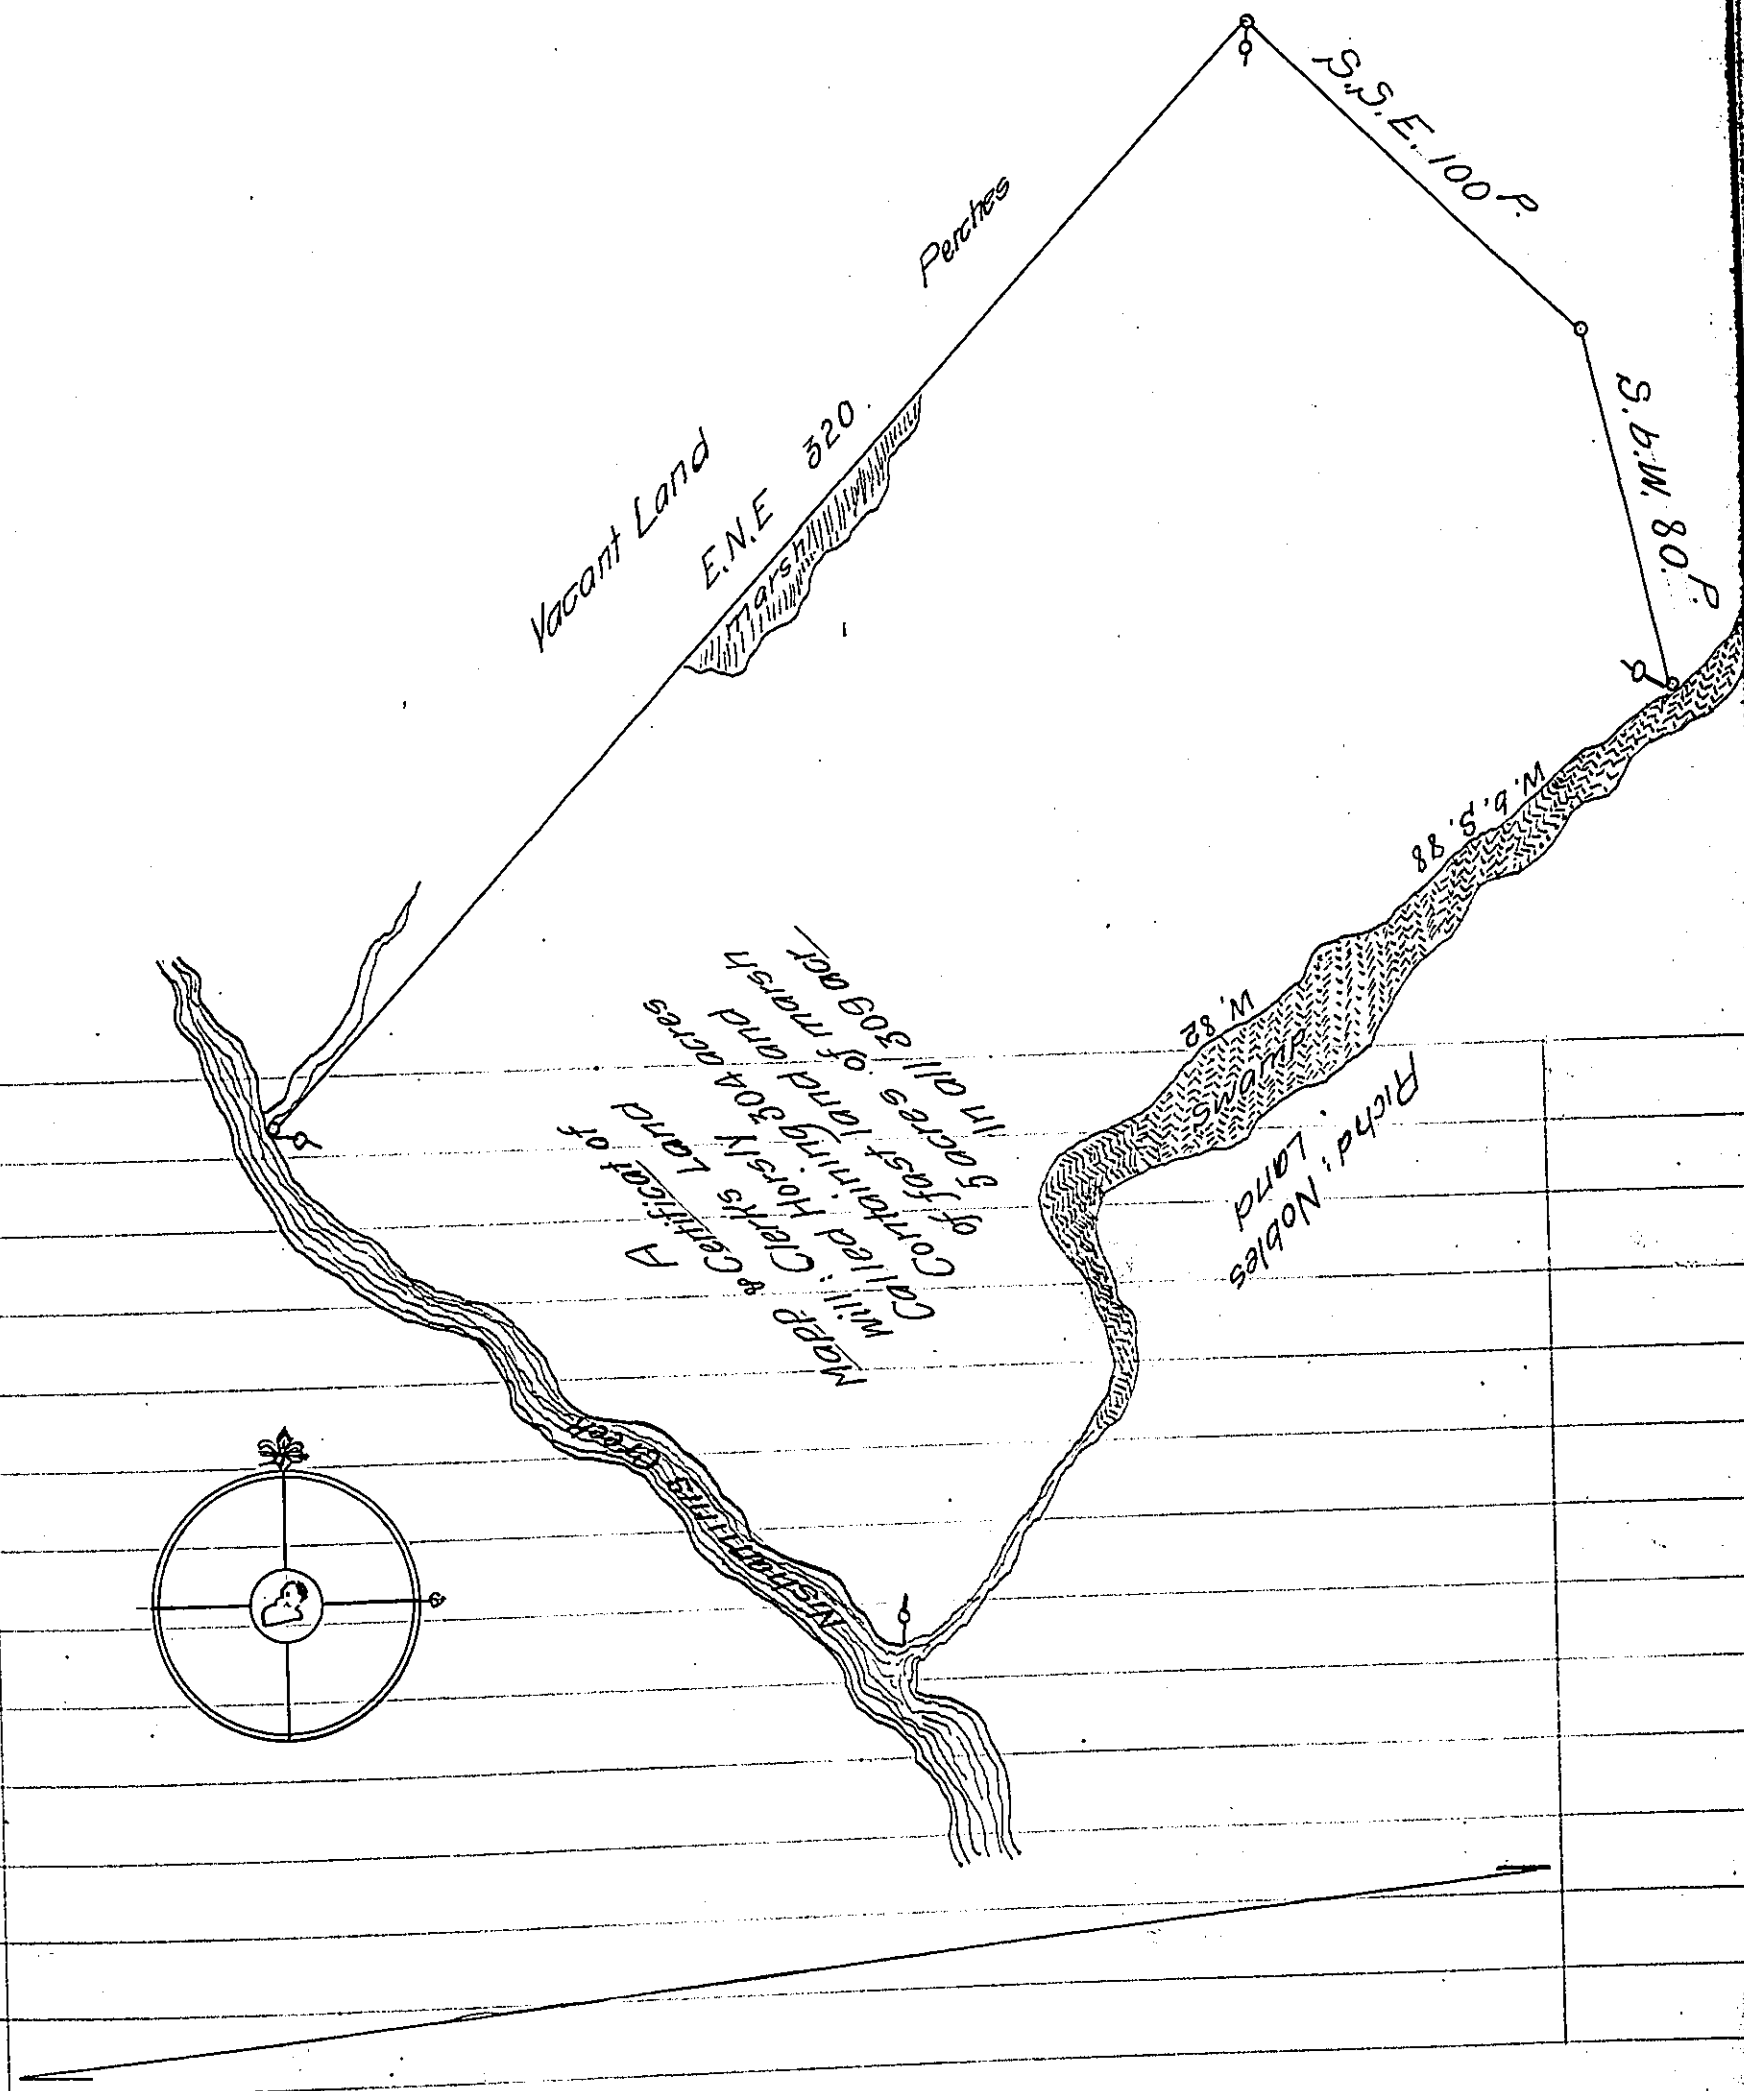 S.S.E. 100 P.
Perches
S.b.W. 80 P.
Vacant Land
E.N.E 320
marsh
W.b.S. 88
W. 82
swamp
Richd: Nobles
Land
A
Mapp & Certificat of
Will: Clerks Land
Called Horsly
Containing 304 acres
of fast land and
5 acres of marsh
In all 309 acr
Nishambinis Creek